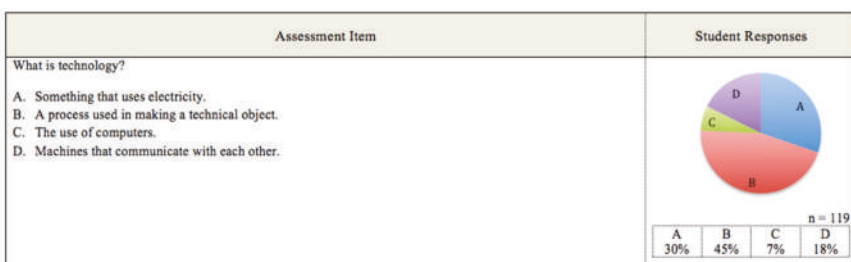 Assessment Item
Student Responses
What is technology?
A. Something that uses electricity.
B. A process used in making a technical object.
C. The use of computers.
D. Machines that communicate with each other.
D
A
C
B
n = 119
A B C D
30% 45% 7% 18%